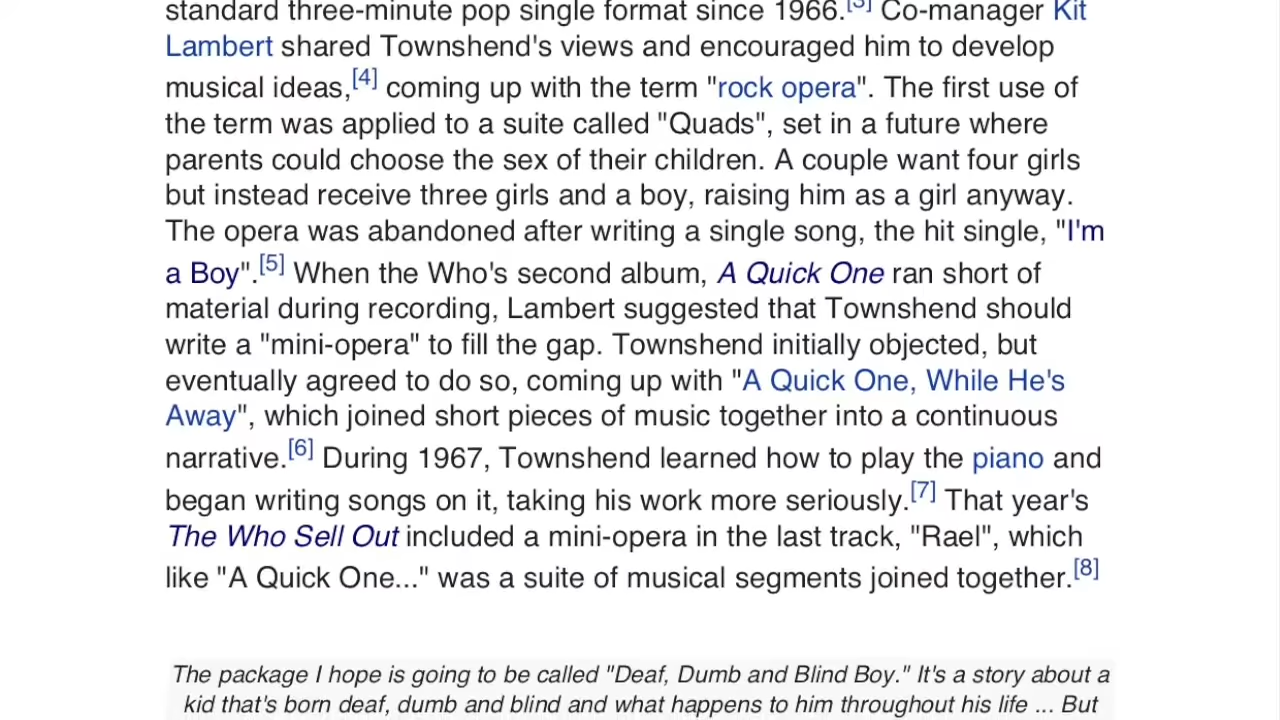 standard three-minute pop single format since 1966.[3] Co-manager Kit
Lambert shared Townshend's views and encouraged him to develop
musical ideas,[4] coming up with the term "rock opera". The first use of
the term was applied to a suite called "Quads", set in a future where
parents could choose the sex of their children. A couple want four girls
but instead receive three girls and a boy, raising him as a girl anyway.
The opera was abandoned after writing a single song, the hit single, "I'm
a Boy".[5] When the Who's second album, A Quick One ran short of
material during recording, Lambert suggested that Townshend should
write a "mini-opera" to fill the gap. Townshend initially objected, but
eventually agreed to do so, coming up with "A Quick One, While He's
Away", which joined short pieces of music together into a continuous
narrative.[6] During 1967, Townshend learned how to play the piano and
began writing songs on it, taking his work more seriously.[7] That year's
The Who Sell Out included a mini-opera in the last track, "Rael", which
like "A Quick One..." was a suite of musical segments joined together.[8]
The package I hope is going to be called "Deaf, Dumb and Blind Boy." It's a story about a
kid that's born deaf, dumb and blind and what happens to him throughout his life ... But